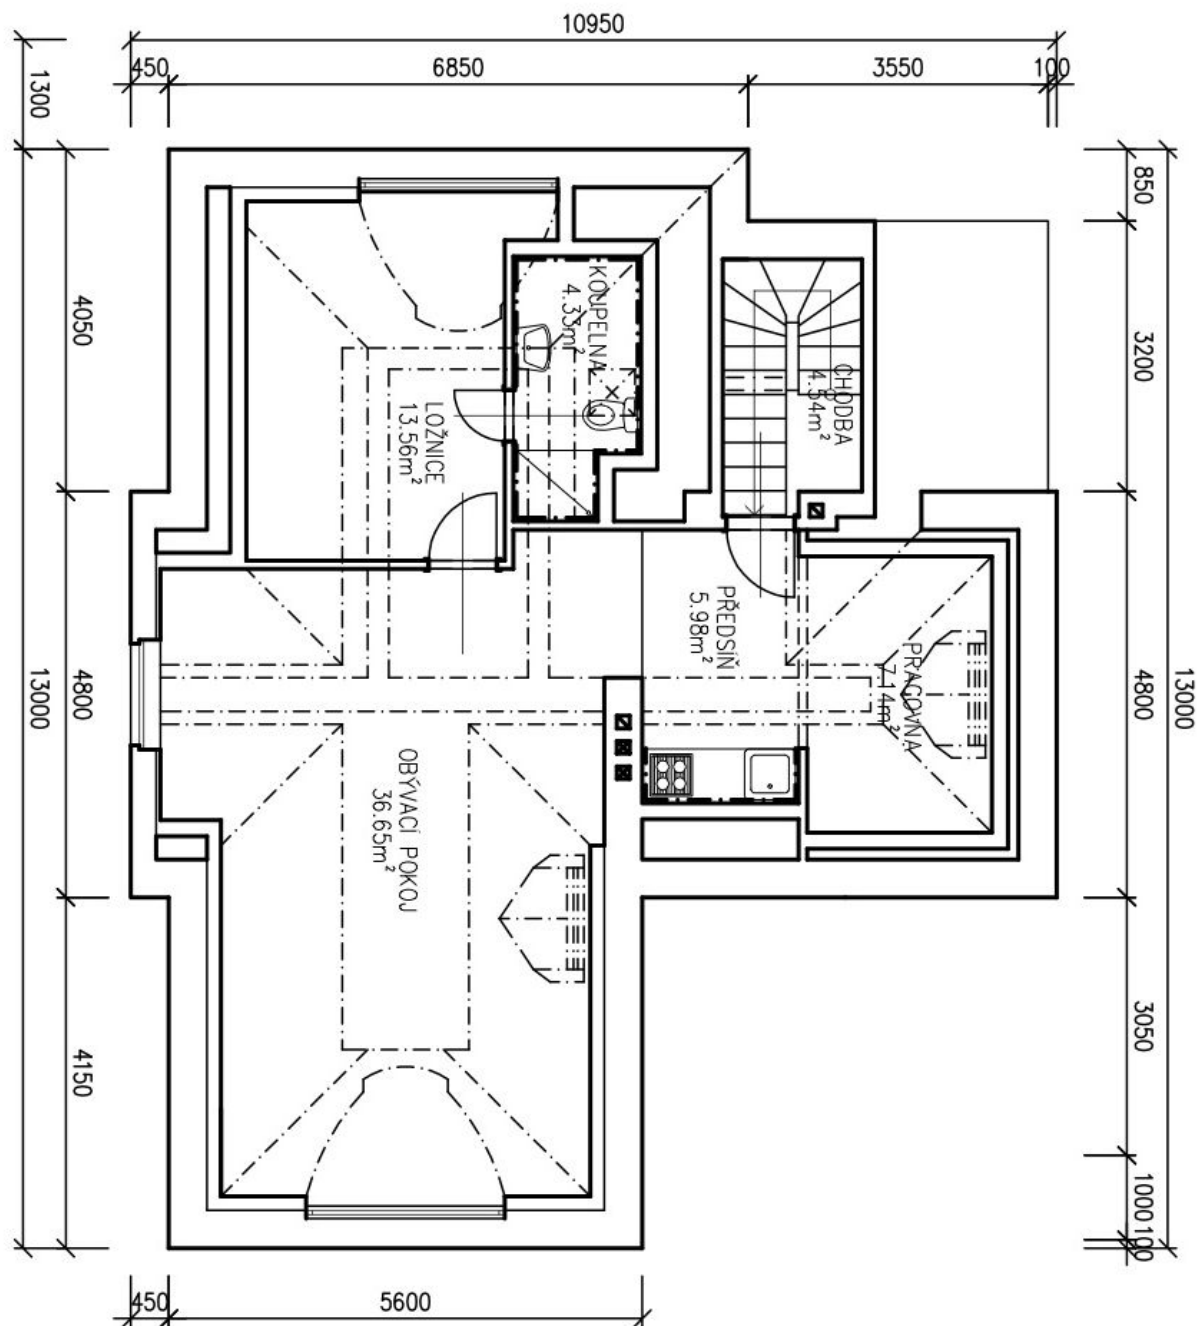 10950
450
6850
3550
100
1300
13000
4050
4800
4150
850
3200
4800
3050
1000
100
13000
KOUPELNA
4.33m²
CHODBA
4.54m²
LOŽNICE
13.56m²
PŘEDSÍŇ
5.98m²
PRACOVNA
7.14m²
OBÝVACÍ POKOJ
36.65m²
450
5600